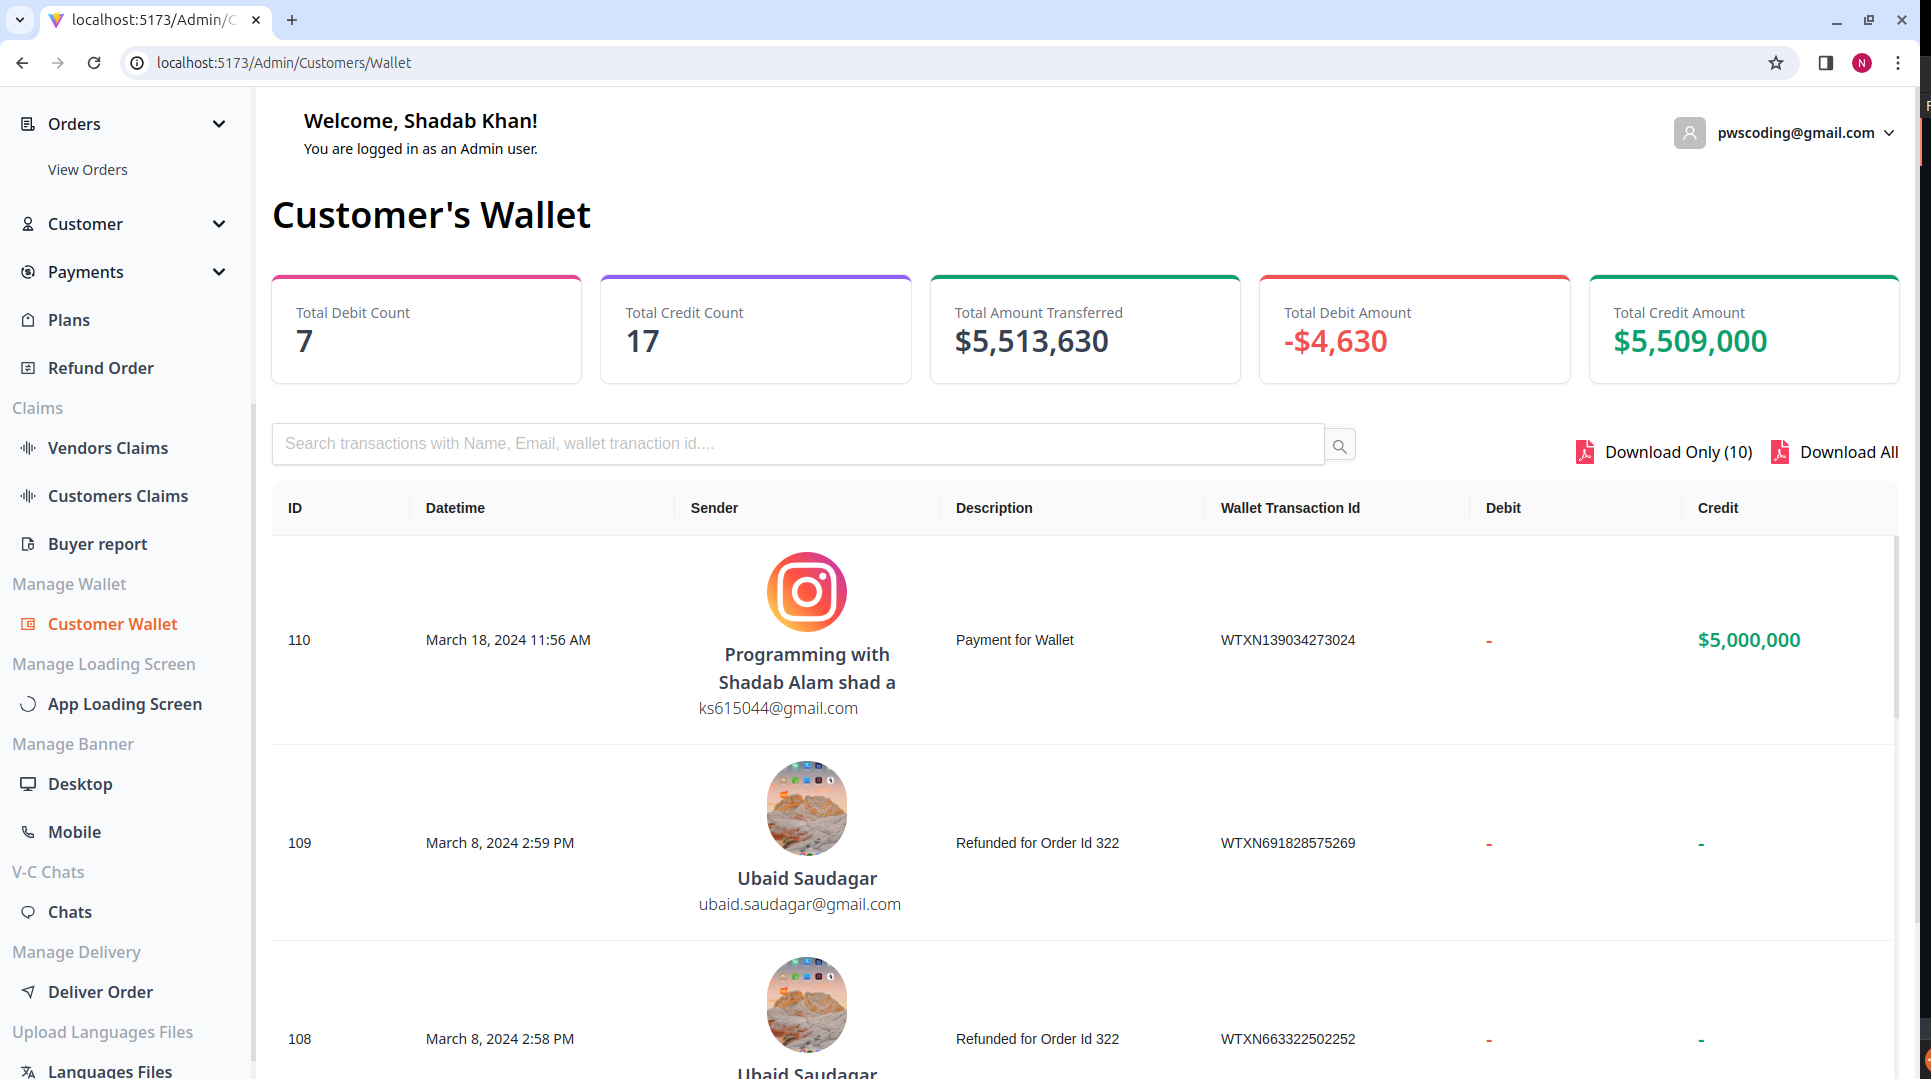 localhost:5173/Admin/C
localhost:5173/Admin/Customers/Wallet
N
Orders
View Orders
Customer
Payments
Plans
Refund Order
Claims
Vendors Claims
Customers Claims
Buyer report
Manage Wallet
Customer Wallet
Manage Loading Screen
App Loading Screen
Manage Banner
Desktop
Mobile
V-C Chats
Chats
Manage Delivery
Deliver Order
Upload Languages Files
Languages Files
Welcome, Shadab Khan!
You are logged in as an Admin user.
pwscoding@gmail.com
Customer's Wallet
Total Debit Count
7
Total Credit Count
17
Total Amount Transferred
$5,513,630
Total Debit Amount
-$4,630
Total Credit Amount
$5,509,000
Search transactions with Name, Email, wallet tranaction id....
Download Only (10) Download All
ID Datetime Sender Description Wallet Transaction Id Debit Credit
110 March 18, 2024 11:56 AM Programming with Shadab Alam shad a ks615044@gmail.com Payment for Wallet WTXN139034273024 - $5,000,000
109 March 8, 2024 2:59 PM Ubaid Saudagar ubaid.saudagar@gmail.com Refunded for Order Id 322 WTXN691828575269 - -
108 March 8, 2024 2:58 PM Ubaid Saudagar Refunded for Order Id 322 WTXN663322502252 - -